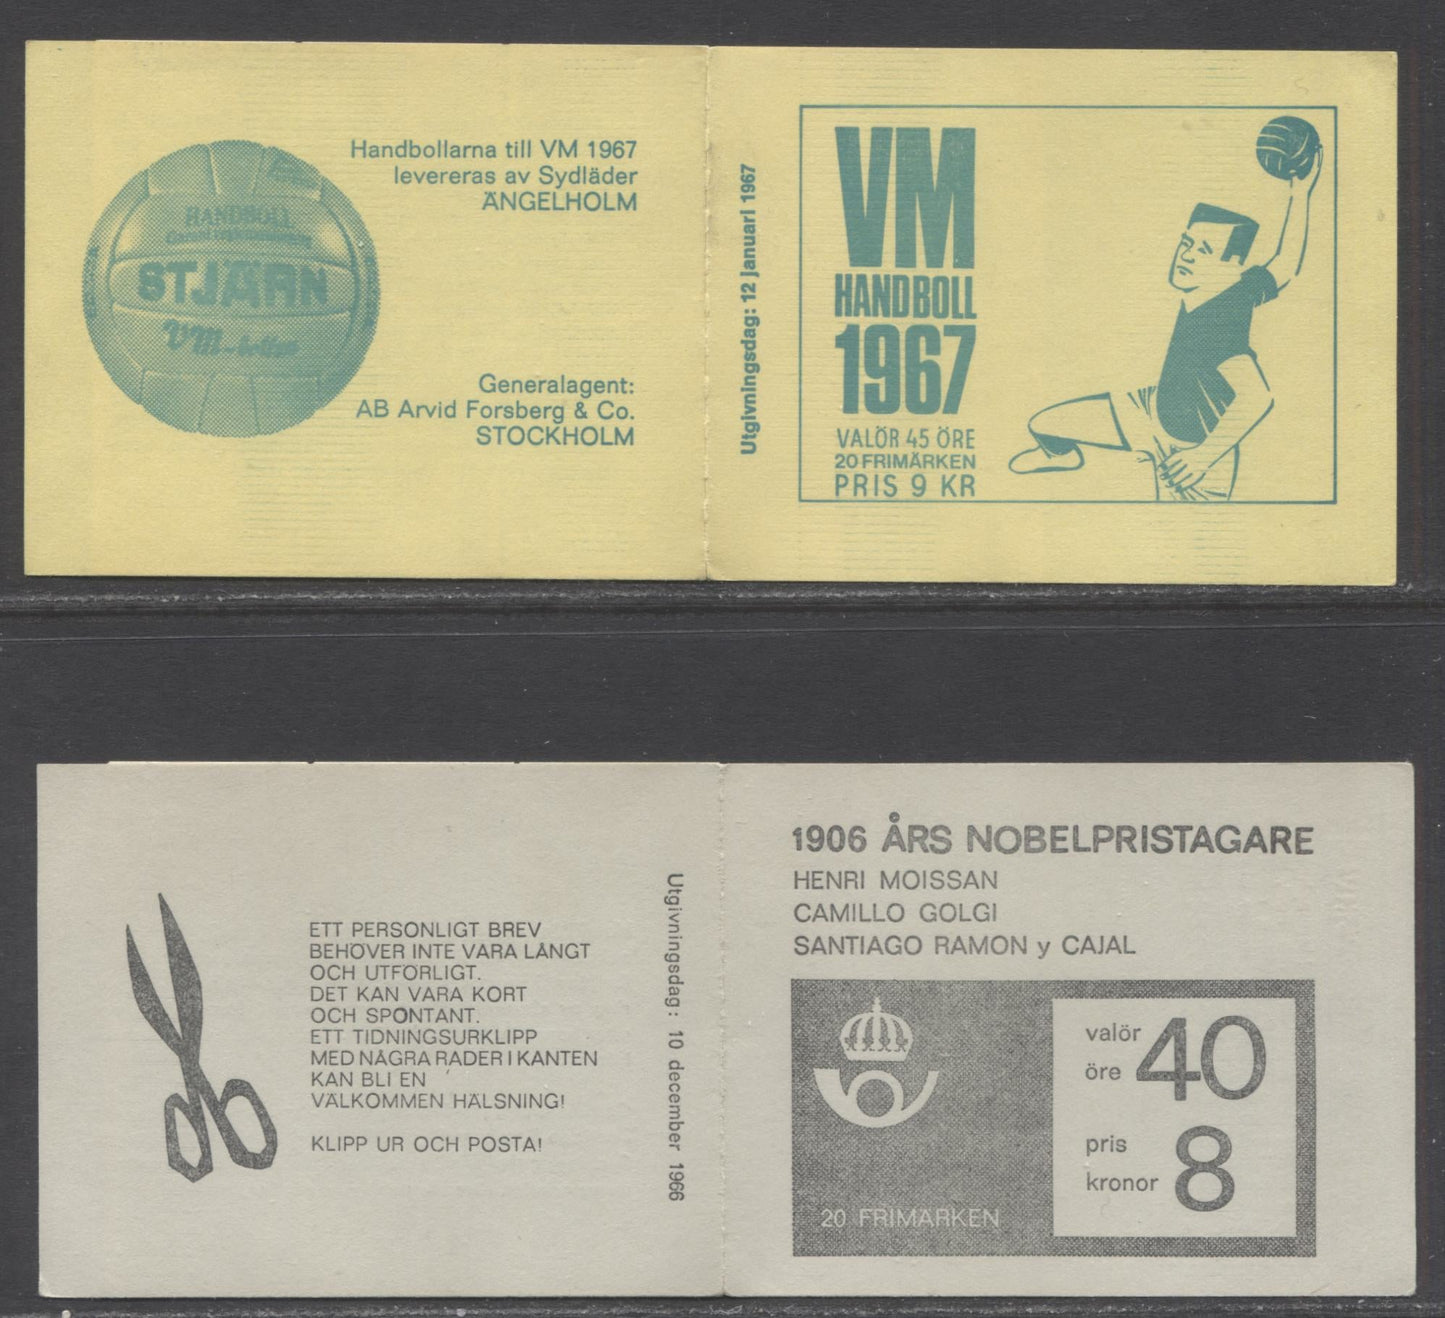 Handbollarna till VM 1967
levereras av Sydläder
ÄNGELHOLM
HANDBOLL
STJÄRN
VM-bollen
Generalagent:
AB Arvid Forsberg & Co.
STOCKHOLM
Utgivningsdag: 12 januari 1967
VM
HANDBOLL
1967
VALÖR 45 ÖRE
20 FRIMÄRKEN
PRIS 9 KR
ETT PERSONLIGT BREV
BEHÖVER INTE VARA LÅNGT
OCH UTFÖRLIGT.
DET KAN VARA KORT
OCH SPONTANT.
ETT TIDNINGSURKLIPP
MED NÅGRA RADER I KANTEN
KAN BLI EN
VÄLKOMMEN HÄLSNING!
KLIPP UR OCH POSTA!
Utgivningsdag: 10 december 1966
1906 ÅRS NOBELPRISTAGARE
HENRI MOISSAN
CAMILLO GOLGI
SANTIAGO RAMON y CAJAL
valör
öre 40
pris
kronor 8
20 FRIMÄRKEN